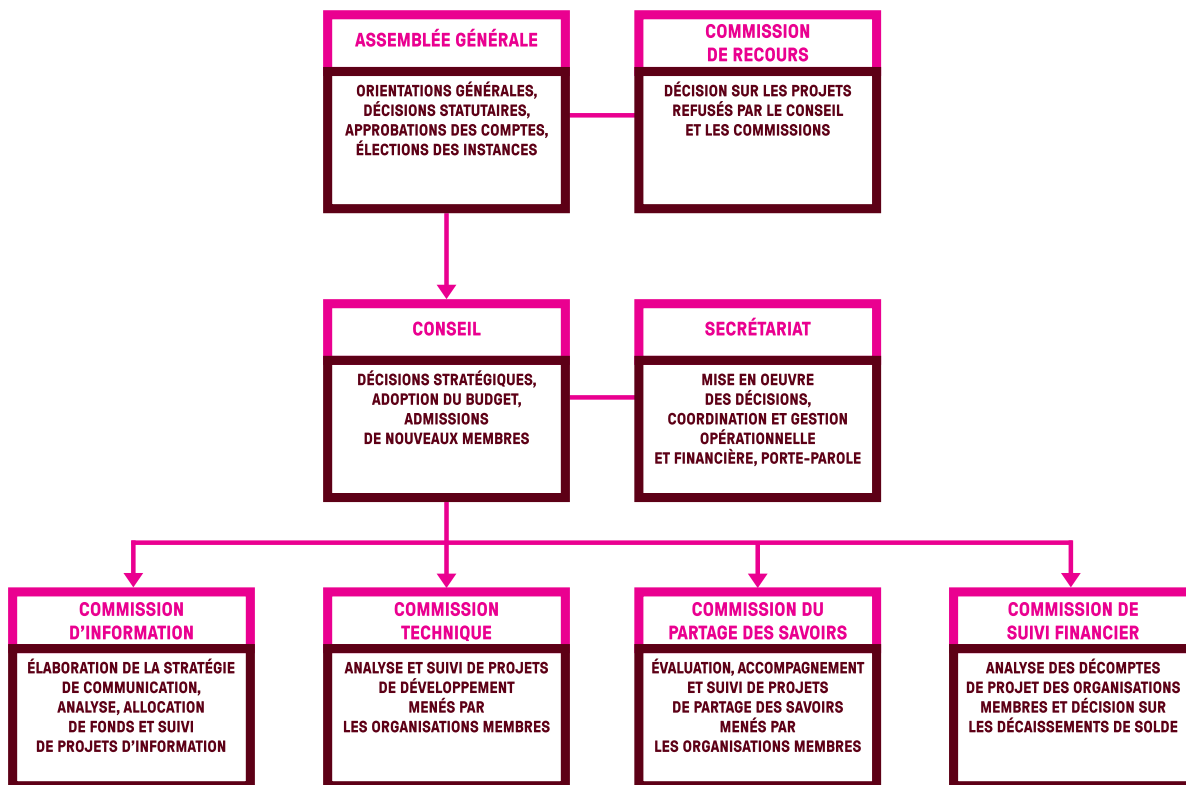 ASSEMBLÉE GÉNÉRALE
ORIENTATIONS GÉNÉRALES,
DÉCISIONS STATUTAIRES,
APPROBATIONS DES COMPTES,
ÉLECTIONS DES INSTANCES
COMMISSION
DE RECOURS
DÉCISION SUR LES PROJETS
REFUSÉS PAR LE CONSEIL
ET LES COMMISSIONS
CONSEIL
DÉCISIONS STRATÉGIQUES,
ADOPTION DU BUDGET,
ADMISSIONS
DE NOUVEAUX MEMBRES
SECRÉTARIAT
MISE EN OEUVRE
DES DÉCISIONS,
COORDINATION ET GESTION
OPÉRATIONNELLE
ET FINANCIÈRE, PORTE-PAROLE
COMMISSION
D'INFORMATION
ÉLABORATION DE LA STRATÉGIE
DE COMMUNICATION,
ANALYSE, ALLOCATION
DE FONDS ET SUIVI
DE PROJETS D'INFORMATION
COMMISSION
TECHNIQUE
ANALYSE ET SUIVI DE PROJETS
DE DÉVELOPPEMENT
MENÉS PAR
LES ORGANISATIONS MEMBRES
COMMISSION DU
PARTAGE DES SAVOIRS
ÉVALUATION, ACCOMPAGNEMENT
ET SUIVI DE PROJETS
DE PARTAGE DES SAVOIRS
MENÉS PAR
LES ORGANISATIONS MEMBRES
COMMISSION DE
SUIVI FINANCIER
ANALYSE DES DÉCOMPTES
DE PROJET DES ORGANISATIONS
MEMBRES ET DÉCISION SUR
LES DÉCAISSEMENTS DE SOLDE